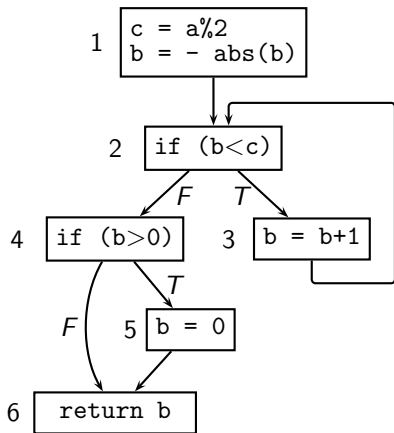 1
c = a%2
b = - abs(b)
2
if (b<c)
F
T
4
if (b>0)
3
b = b+1
T
F
5
b = 0
6
return b